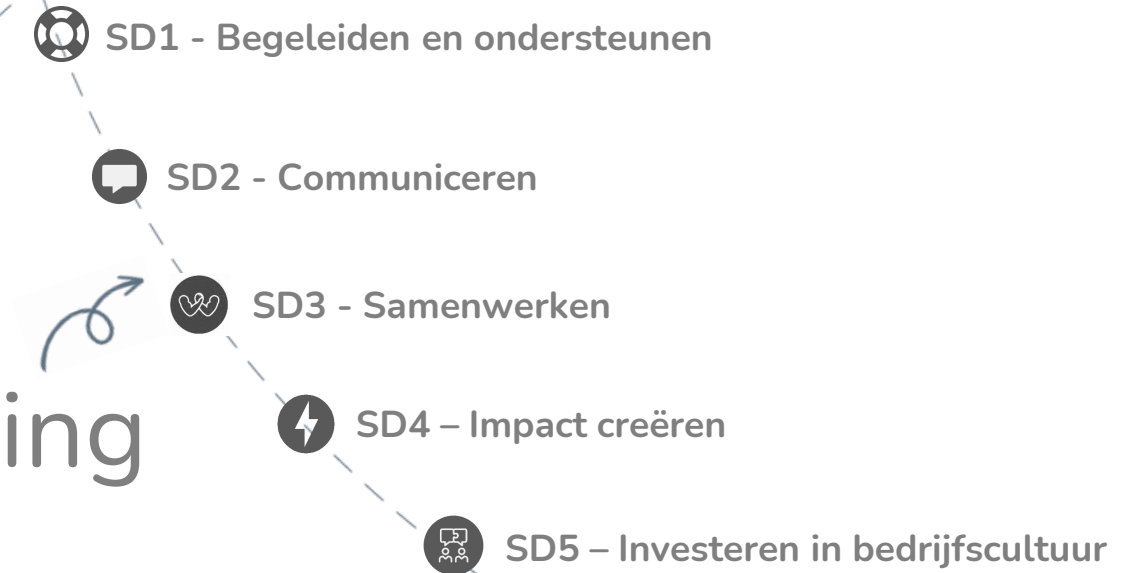 SD1 - Begeleiden en ondersteunen
SD2 - Communiceren
SD3 - Samenwerken
SD4 – Impact creëren
ing
SD5 – Investeren in bedrijfscultuur